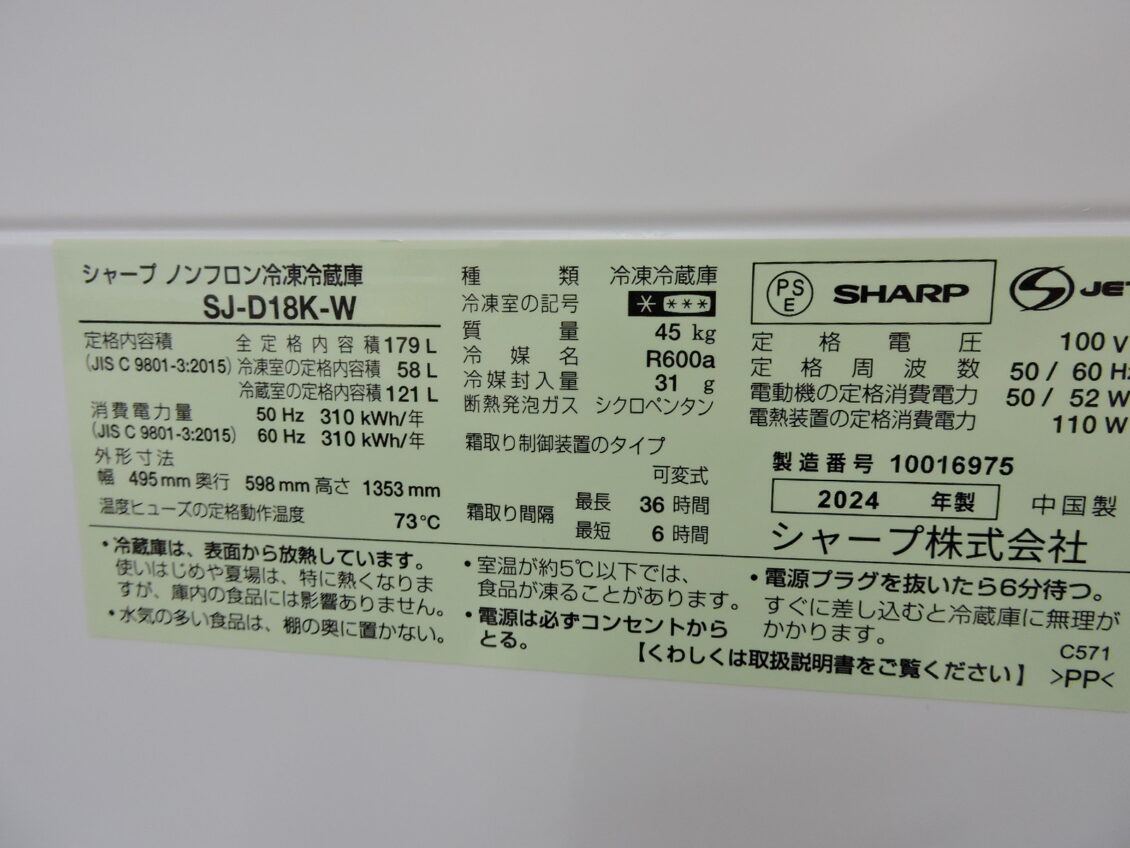 シャープ ノンフロン冷凍冷蔵庫
SJ-D18K-W
定格内容積 全定格内容積 179 L
(JIS C 9801-3:2015) 冷凍室の定格内容積 58 L
冷蔵室の定格内容積 121 L
消費電力量 50 Hz 310 kWh/年
(JIS C 9801-3:2015) 60 Hz 310 kWh/年
外形寸法
幅 495 mm 奥行 598 mm 高さ 1353 mm
温度ヒューズの定格動作温度 73℃
種類 冷凍冷蔵庫
冷凍室の記号 * ***
質量 45 kg
冷媒名 R600a
冷媒封入量 31 g
断熱発泡ガス シクロペンタン
霜取り制御装置のタイプ
可変式
霜取り間隔 最長 36 時間
最短 6 時間
PS
E
SHARP
JET
定格電圧 100 V
定格周波数 50 / 60 Hz
電動機の定格消費電力 50 / 52 W
電熱装置の定格消費電力 110 W
製造番号 10016975
2024 年製 中国製
シャープ株式会社
・冷蔵庫は、表面から放熱しています。
使いはじめや夏場は、特に熱くなりま
すが、庫内の食品には影響ありません。
・水気の多い食品は、棚の奥に置かない。
・室温が約5℃以下では、
食品が凍ることがあります。
・電源は必ずコンセントから
とる。
・電源プラグを抜いたら6分待つ。
すぐに差し込むと冷蔵庫に無理が
かかります。
【くわしくは取扱説明書をご覧ください】
C571
>PP<